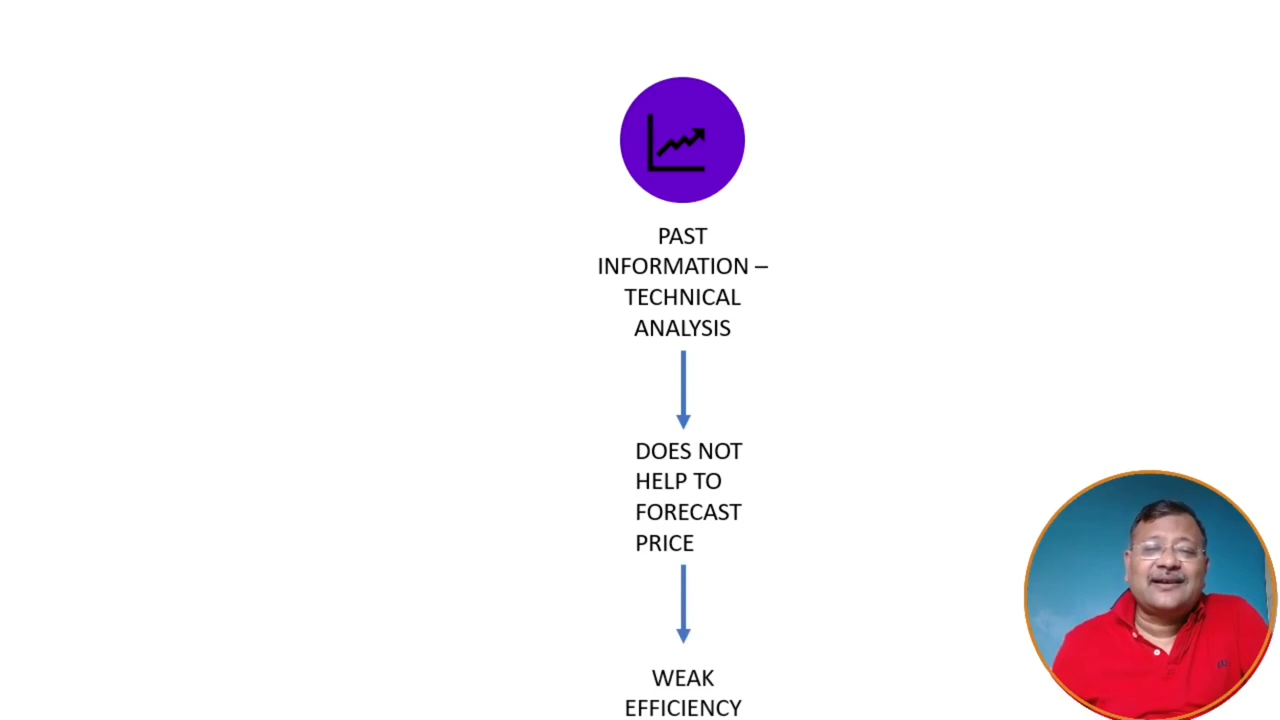 PAST
INFORMATION –
TECHNICAL
ANALYSIS
DOES NOT
HELP TO
FORECAST
PRICE
WEAK
EFFICIENCY